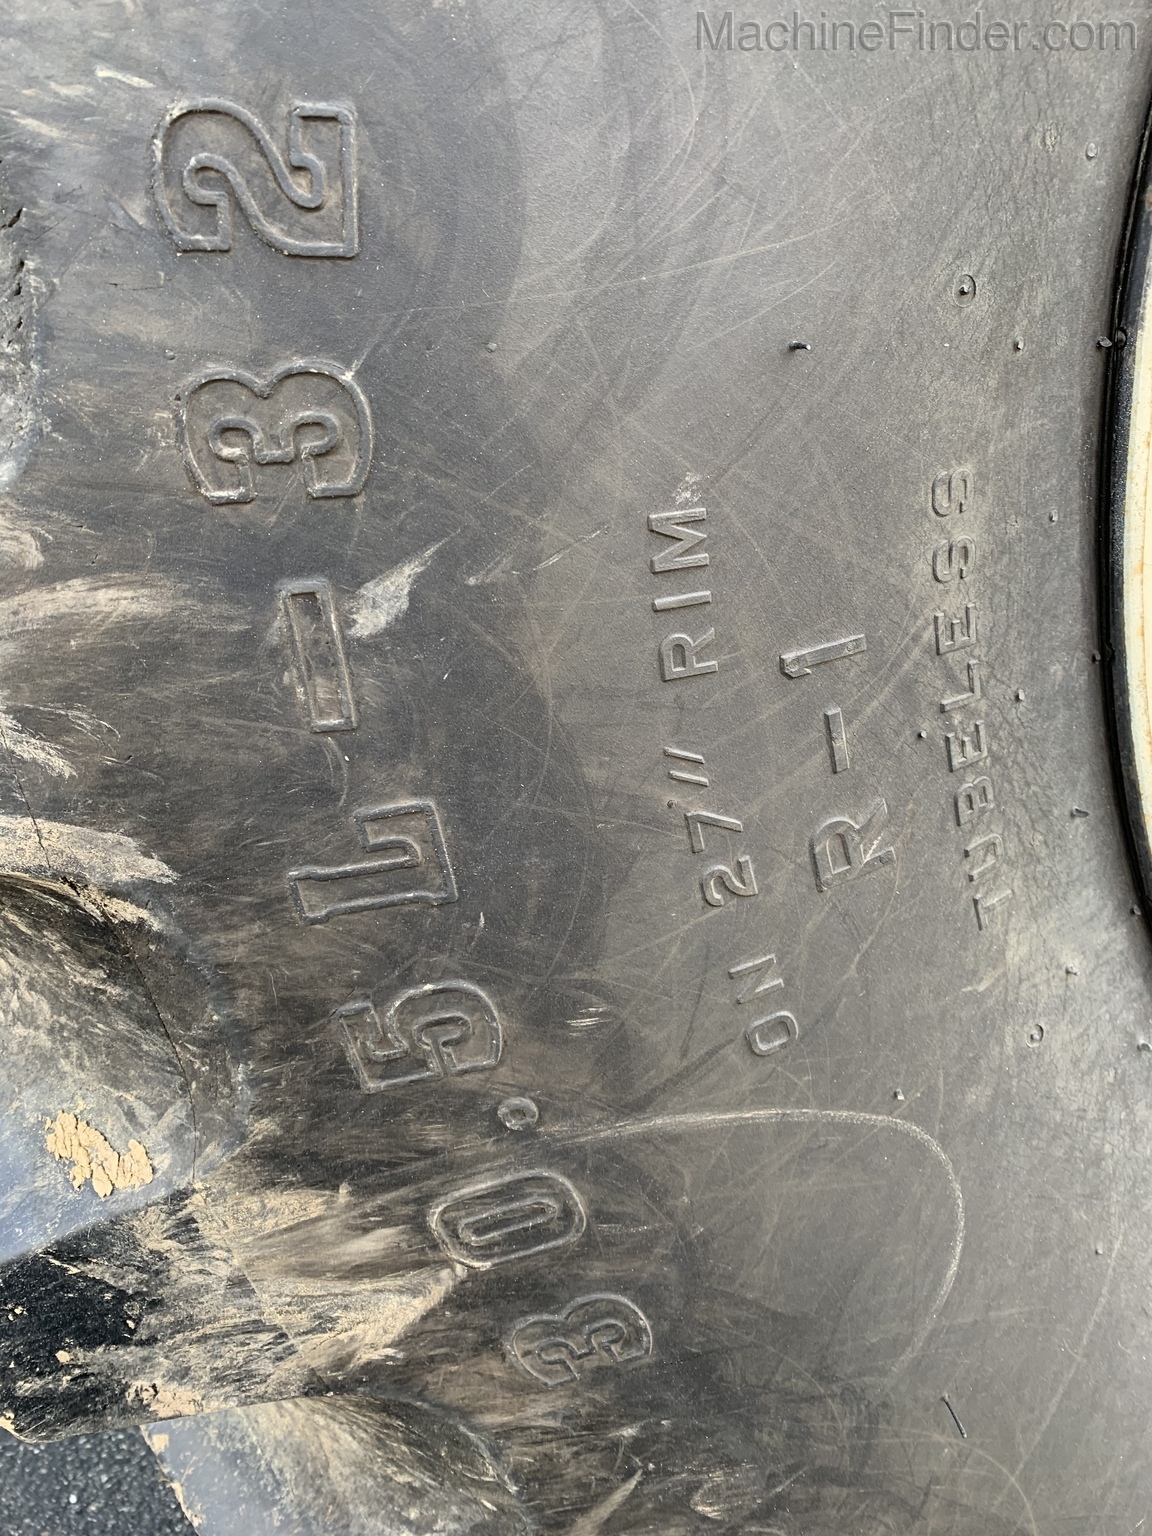 MachineFinder.com
30.5L-32
ON 27" RIM
R-1
TUBELESS